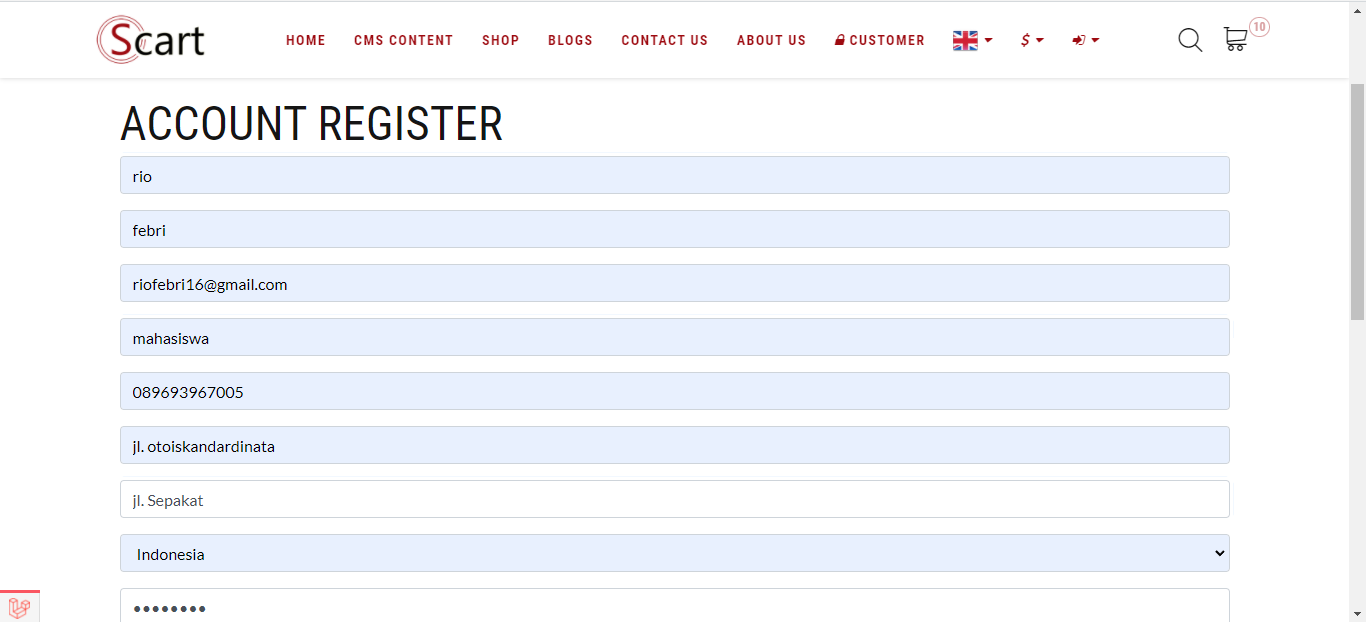 Scart
HOME CMS CONTENT SHOP BLOGS CONTACT US ABOUT US CUSTOMER $ 10
ACCOUNT REGISTER
rio
febri
riofebri16@gmail.com
mahasiswa
089693967005
jl. otoiskandardinata
jl. Sepakat
Indonesia
••••••••